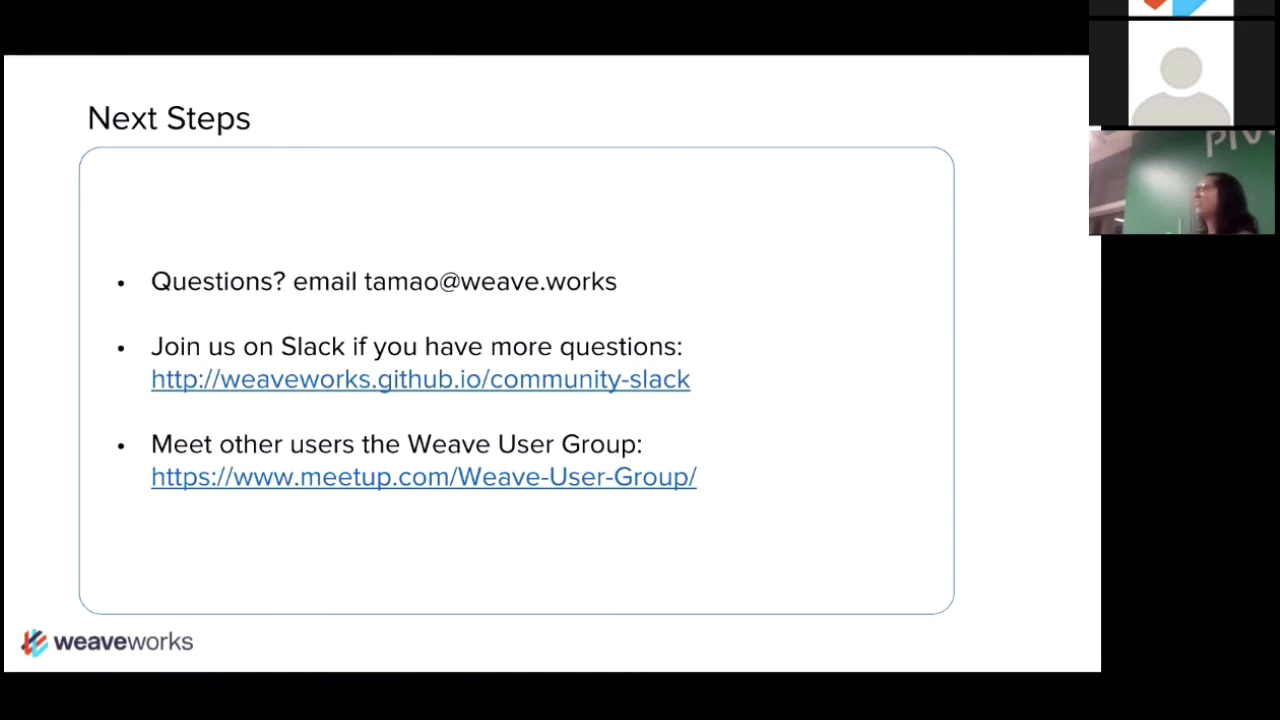 Next Steps
• Questions? email tamao@weave.works
• Join us on Slack if you have more questions:
http://weaveworks.github.io/community-slack
• Meet other users the Weave User Group:
https://www.meetup.com/Weave-User-Group/
weaveworks